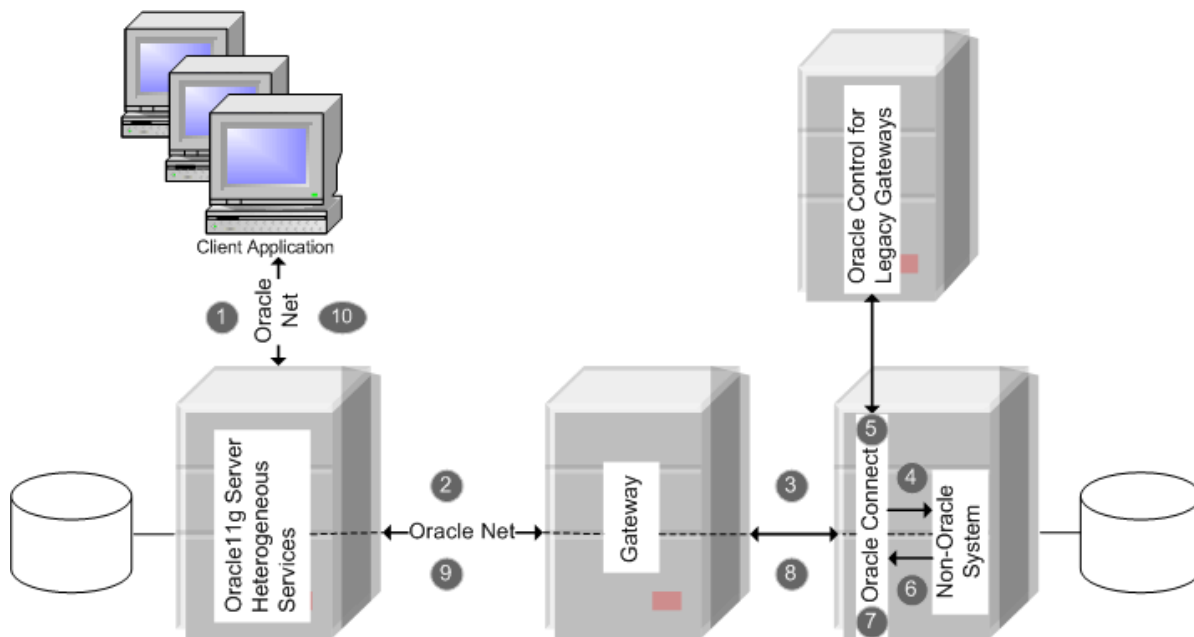 Client Application
1
Oracle
Net
10
Oracle Control for
Legacy Gateways
Oracle11g Server
Heterogeneous
Services
2
Oracle Net
9
Gateway
3
8
5
Oracle Connect
4
6
7
Non-Oracle
System